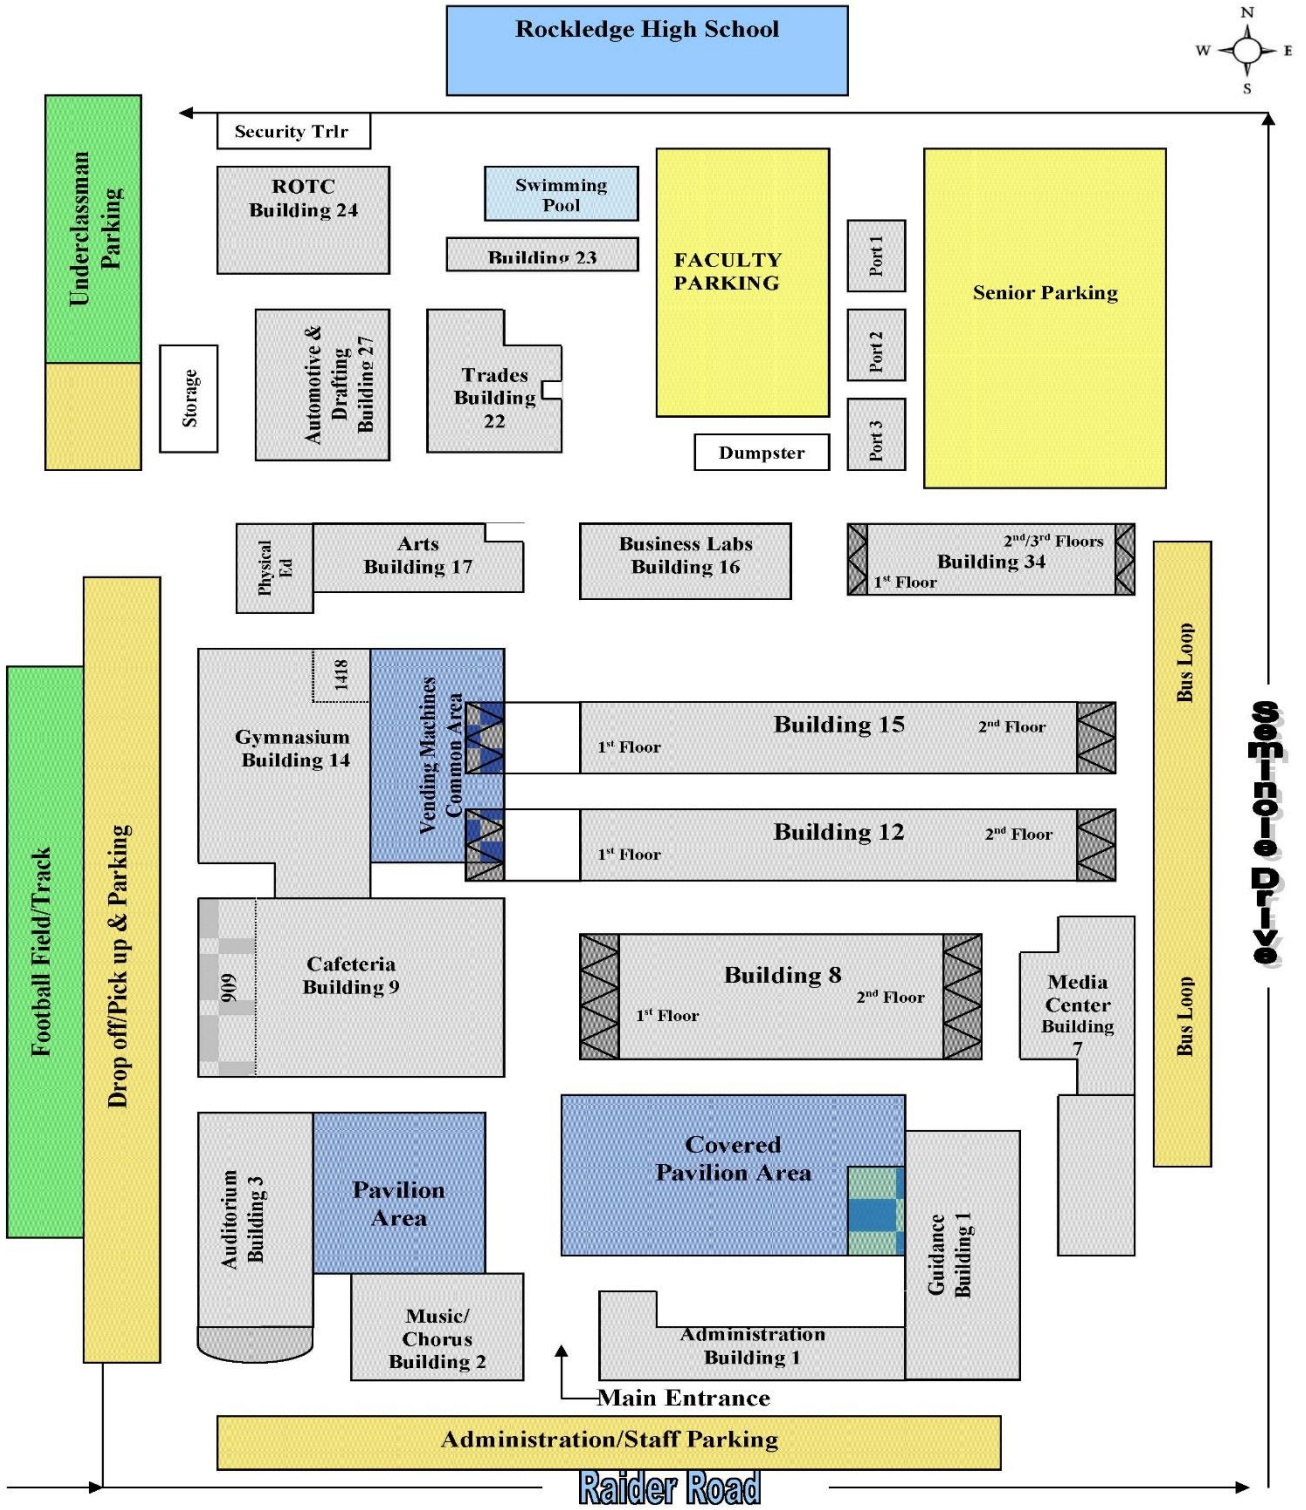 Rockledge High School
N
W E
S
Security Trlr
Underclassman
Parking
ROTC
Building 24
Swimming
Pool
Building 23
FACULTY
PARKING
Port 1
Port 2
Port 3
Senior Parking
Storage
Automotive &
Drafting
Building 27
Trades
Building
22
Dumpster
Physical
Ed
Arts
Building 17
Business Labs
Building 16
2nd/3rd Floors
Building 34
1st Floor
Bus Loop
Bus Loop
Seminole Drive
1418
Gymnasium
Building 14
Vending Machines
Common Area
Building 15
2nd Floor
1st Floor
Building 12
2nd Floor
1st Floor
Football Field/Track
Drop off/Pick up & Parking
909
Cafeteria
Building 9
Building 8
2nd Floor
1st Floor
Media
Center
Building
7
Auditorium
Building 3
Pavilion
Area
Covered
Pavilion Area
Guidance
Building 1
Music/
Chorus
Building 2
Administration
Building 1
Main Entrance
Administration/Staff Parking
Raider Road